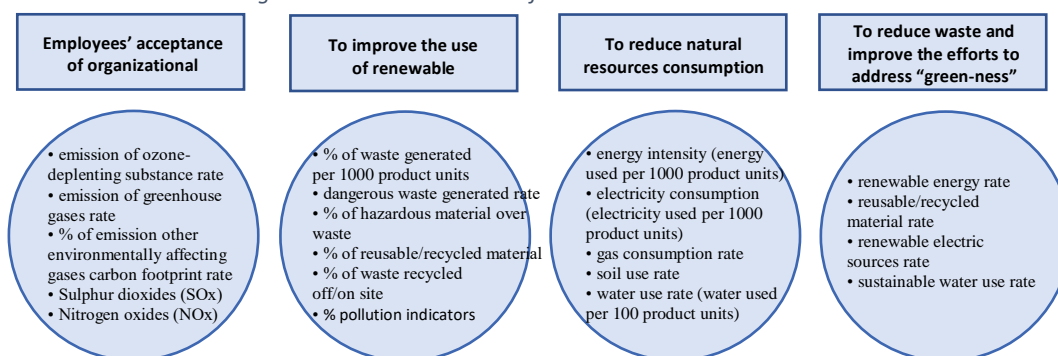 Employees’ acceptance
of organizational
• emission of ozone-
deplenting substance rate
• emission of greenhouse
gases rate
• % of emission other
environmentally affecting
gases carbon footprint rate
• Sulphur dioxides (SOx)
• Nitrogen oxides (NOx)
To improve the use
of renewable
• % of waste generated
per 1000 product units
• dangerous waste generated rate
• % of hazardous material over
waste
• % of reusable/recycled material
• % of waste recycled
off/on site
• % pollution indicators
To reduce natural
resources consumption
• energy intensity (energy
used per 1000 product units)
• electricity consumption
(electricity used per 1000
product units)
• gas consumption rate
• soil use rate
• water use rate (water used
per 100 product units)
To reduce waste and
improve the efforts to
address “green-ness”
• renewable energy rate
• reusable/recycled
material rate
• renewable electric
sources rate
• sustainable water use rate